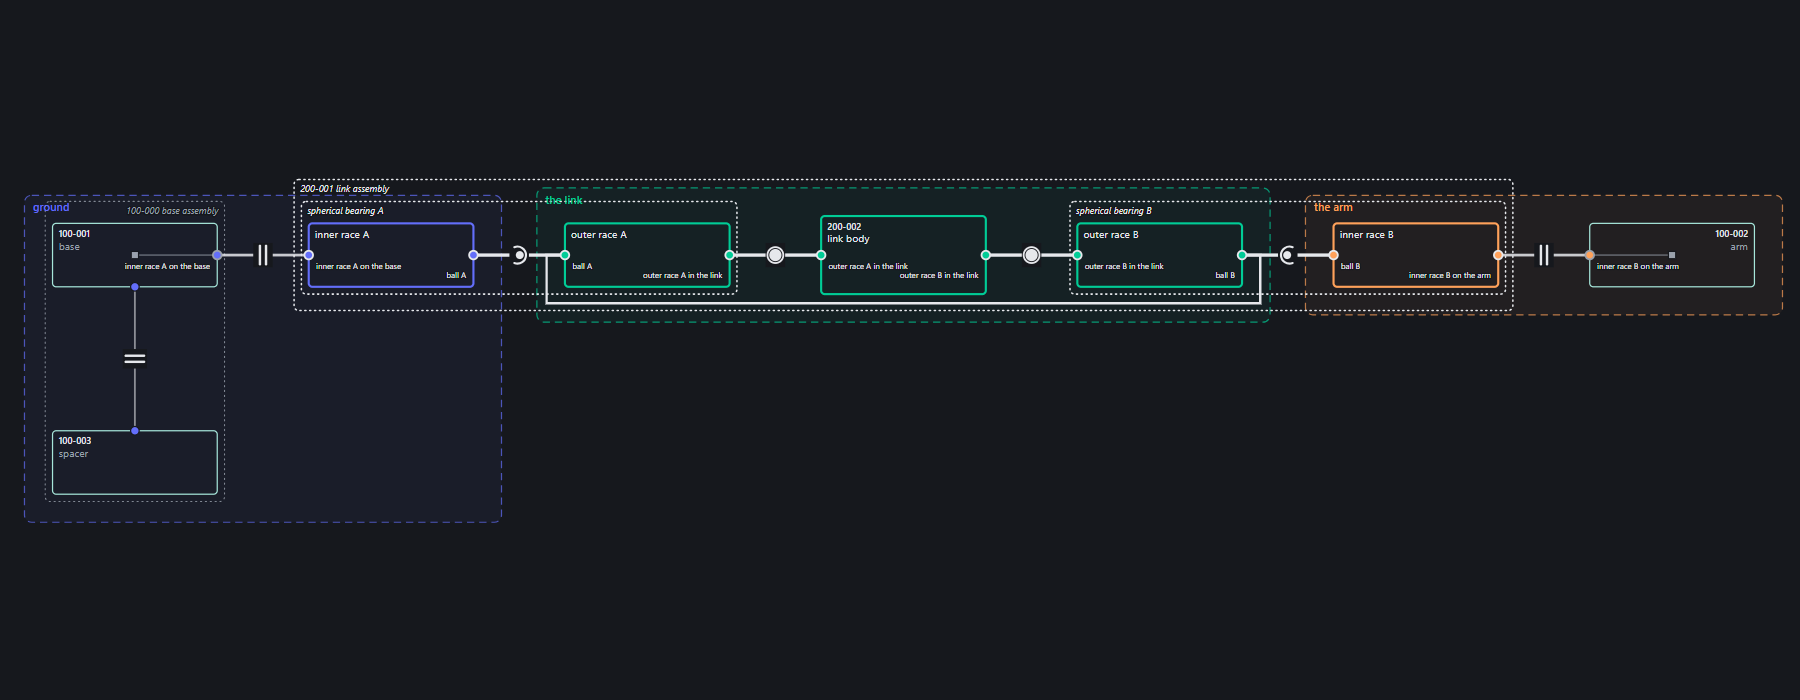 200-001 link assembly
ground
100-000 base assembly
spherical bearing A
the link
spherical bearing B
the arm
100-001
base
inner race A on the base
inner race A
inner race A on the base
ball A
outer race A
ball A
outer race A in the link
200-002
link body
outer race A in the link
outer race B in the link
outer race B
outer race B in the link
ball B
inner race B
ball B
inner race B on the arm
100-002
arm
inner race B on the arm
100-003
spacer